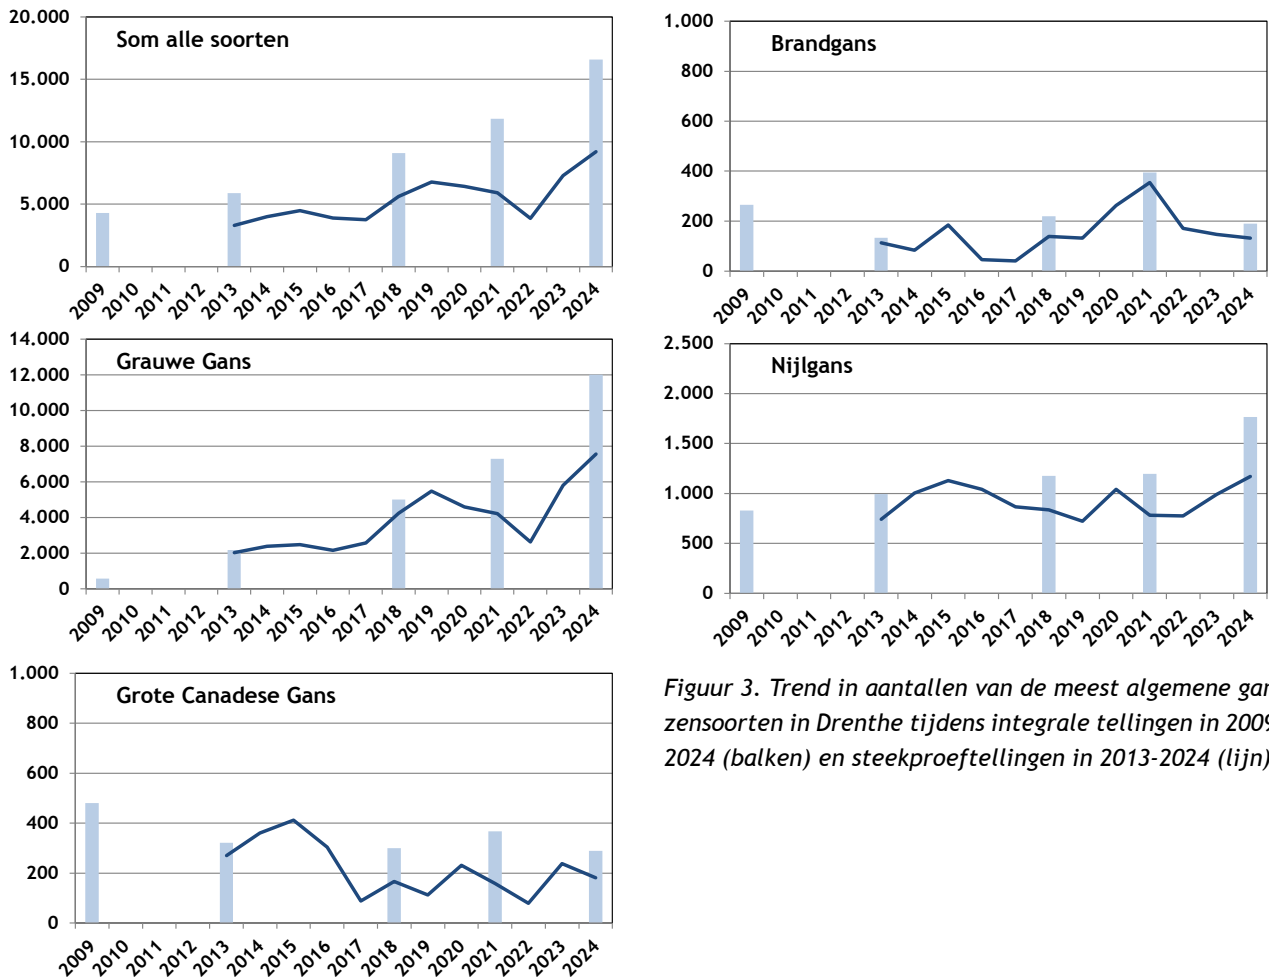 Som alle soorten
20.000
15.000
10.000
5.000
0
2009 2010 2011 2012 2013 2014 2015 2016 2017 2018 2019 2020 2021 2022 2023 2024
Brandgans
1.000
800
600
400
200
0
2009 2010 2011 2012 2013 2014 2015 2016 2017 2018 2019 2020 2021 2022 2023 2024
Grauwe Gans
14.000
12.000
10.000
8.000
6.000
4.000
2.000
0
2009 2010 2011 2012 2013 2014 2015 2016 2017 2018 2019 2020 2021 2022 2023 2024
Nijlgans
2.500
2.000
1.500
1.000
500
0
2009 2010 2011 2012 2013 2014 2015 2016 2017 2018 2019 2020 2021 2022 2023 2024
Grote Canadese Gans
1.000
800
600
400
200
0
2009 2010 2011 2012 2013 2014 2015 2016 2017 2018 2019 2020 2021 2022 2023 2024
Figuur 3. Trend in aantallen van de meest algemene gan
zensoorten in Drenthe tijdens integrale tellingen in 2009
2024 (balken) en steekproeftellingen in 2013-2024 (lijn)